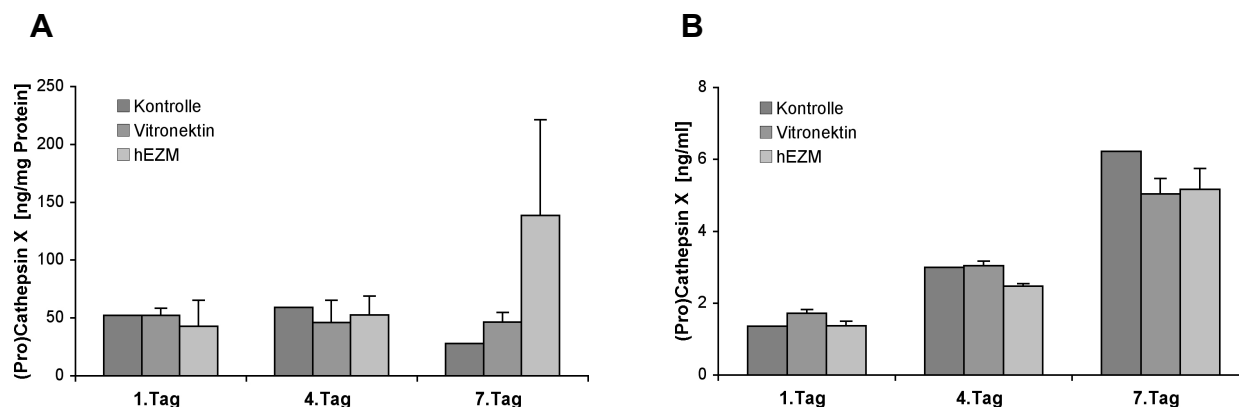 A
(Pro)Cathepsin X [ng/mg Protein]
250
200
150
100
50
0
Kontrolle
Vitronektin
hEZM
1.Tag 4.Tag 7.Tag
B
(Pro)Cathepsin X [ng/ml]
8
6
4
2
0
Kontrolle
Vitronektin
hEZM
1.Tag 4.Tag 7.Tag